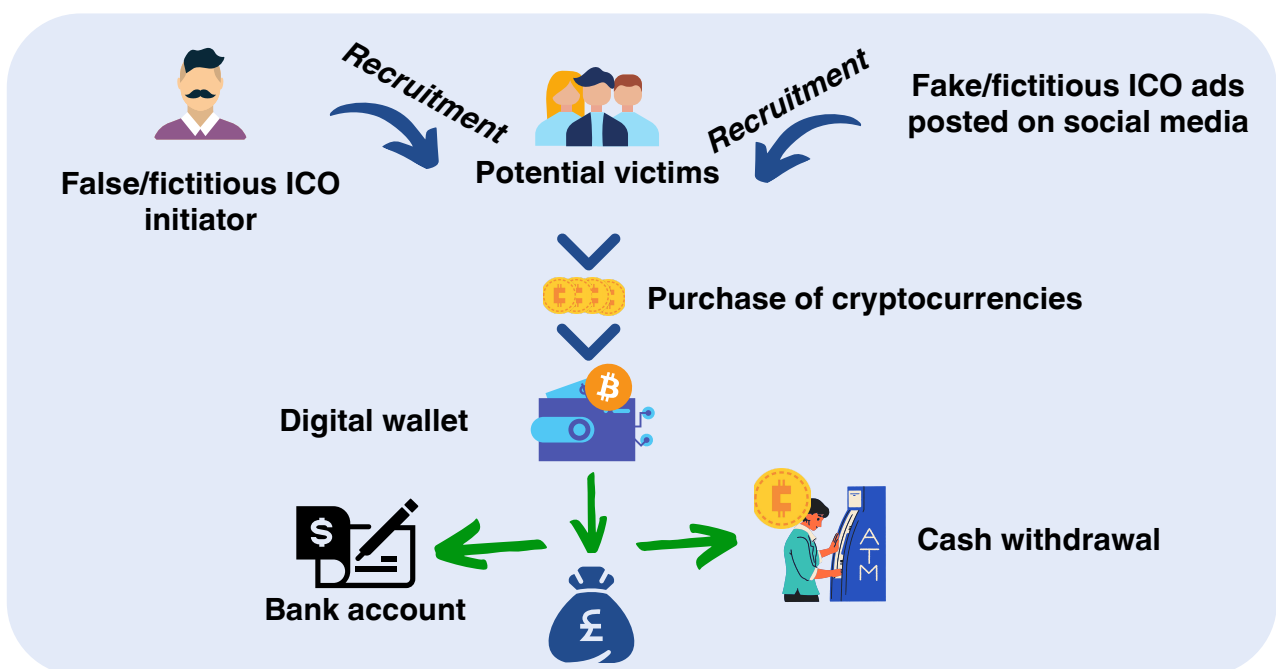 Recruitment
Recruitment
Fake/fictitious ICO ads
posted on social media
Potential victims
False/fictitious ICO
initiator
Purchase of cryptocurrencies
₿
Digital wallet
$
ATM
Cash withdrawal
Bank account
£